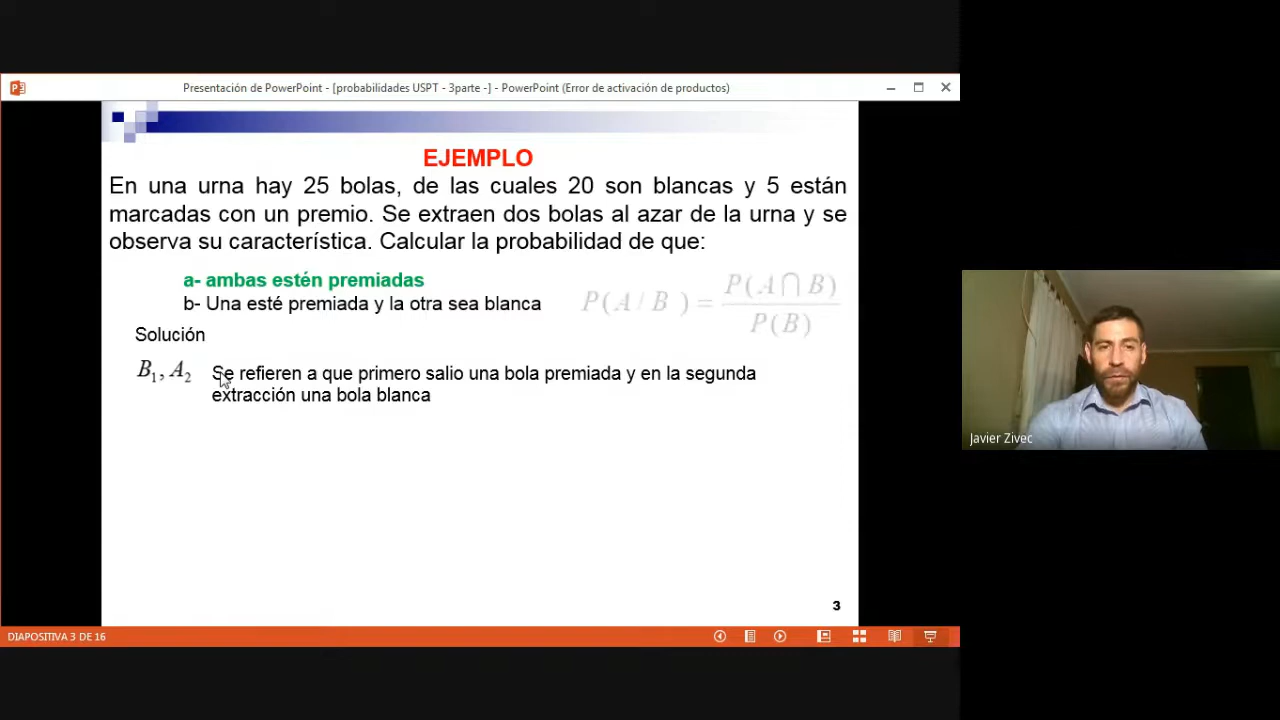 Presentación de PowerPoint - [probabilidades USPT - 3parte -] - PowerPoint (Error de activación de productos)
EJEMPLO
En una urna hay 25 bolas, de las cuales 20 son blancas y 5 están
marcadas con un premio. Se extraen dos bolas al azar de la urna y se
observa su característica. Calcular la probabilidad de que:
a- ambas estén premiadas
b- Una esté premiada y la otra sea blanca
P(A / B) = P(A ⋂ B) / P(B)
Solución
B₁, A₂ Se refieren a que primero salio una bola premiada y en la segunda
extracción una bola blanca
3
DIAPOSITIVA 3 DE 16
Javier Zivec